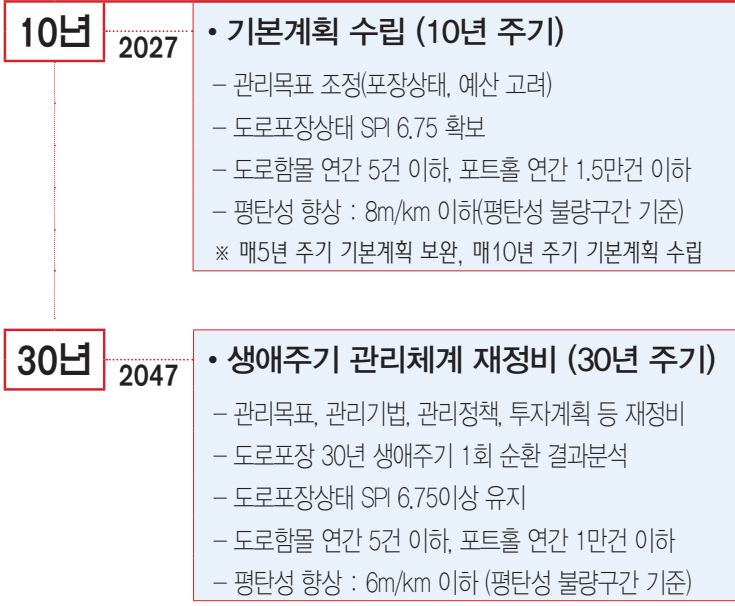 10년
2027
• 기본계획 수립 (10년 주기)
– 관리목표 조정(포장상태, 예산 고려)
– 도로포장상태 SPI 6.75 확보
– 도로함몰 연간 5건 이하, 포트홀 연간 1.5만건 이하
– 평탄성 향상 : 8m/km 이하(평탄성 불량구간 기준)
※ 매5년 주기 기본계획 보완, 매10년 주기 기본계획 수립
30년
2047
• 생애주기 관리체계 재정비 (30년 주기)
– 관리목표, 관리기법, 관리정책, 투자계획 등 재정비
– 도로포장 30년 생애주기 1회 순환 결과분석
– 도로포장상태 SPI 6.75이상 유지
– 도로함몰 연간 5건 이하, 포트홀 연간 1만건 이하
– 평탄성 향상 : 6m/km 이하 (평탄성 불량구간 기준)